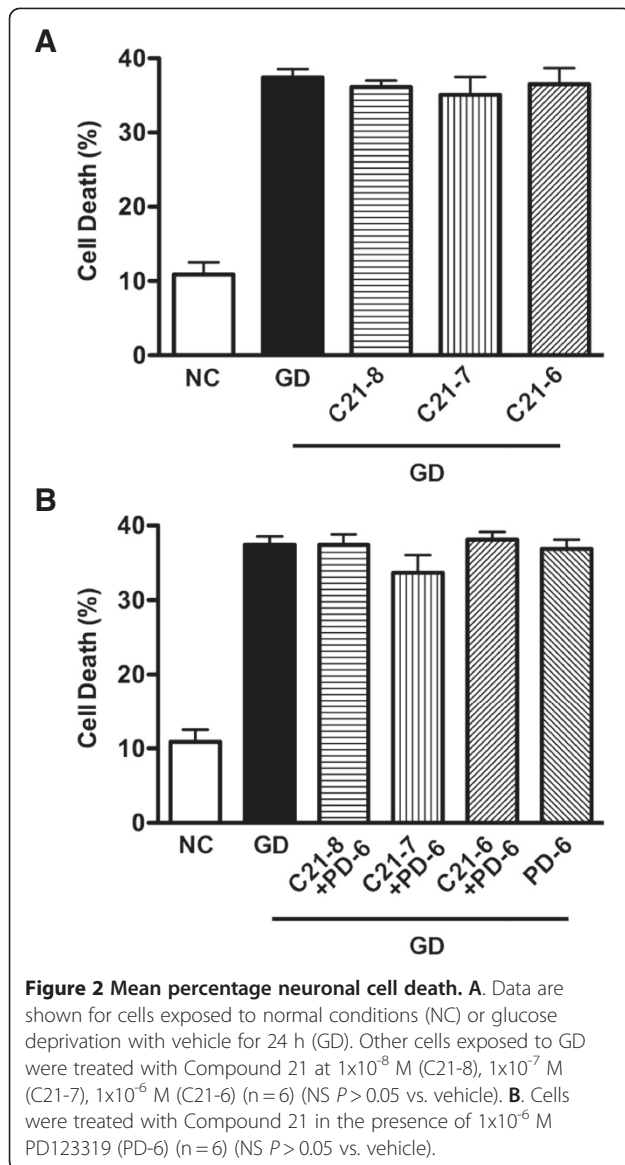 A
Cell Death (%)
40
30
20
10
0
NC
GD
C21-8
C21-7
C21-6
GD
B
Cell Death (%)
40
30
20
10
0
NC
GD
C21-8
+PD-6
C21-7
+PD-6
C21-6
+PD-6
PD-6
GD
Figure 2 Mean percentage neuronal cell death. A. Data are
shown for cells exposed to normal conditions (NC) or glucose
deprivation with vehicle for 24 h (GD). Other cells exposed to GD
were treated with Compound 21 at 1x10⁻⁸ M (C21-8), 1x10⁻⁷ M
(C21-7), 1x10⁻⁶ M (C21-6) (n = 6) (NS P > 0.05 vs. vehicle). B. Cells
were treated with Compound 21 in the presence of 1x10⁻⁶ M
PD123319 (PD-6) (n = 6) (NS P > 0.05 vs. vehicle).